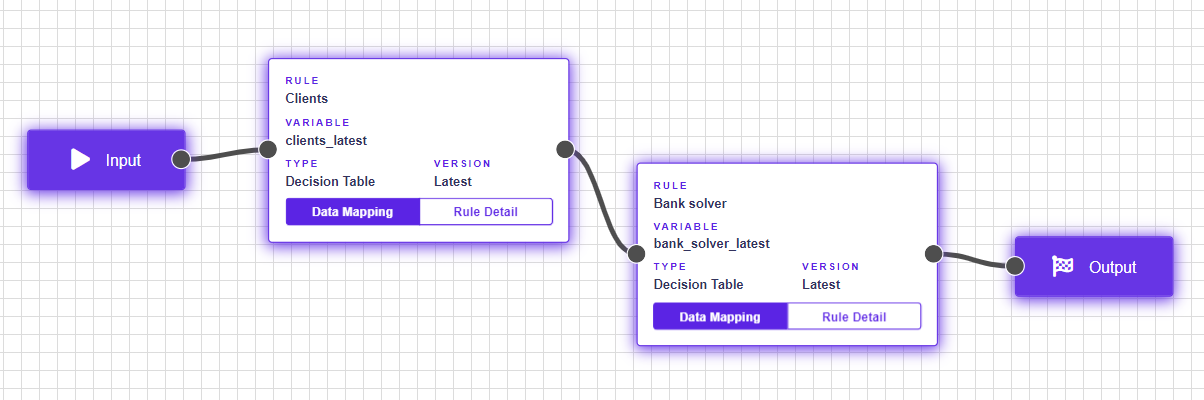 Input
RULE
Clients
VARIABLE
clients_latest
TYPE VERSION
Decision Table Latest
Data Mapping Rule Detail
RULE
Bank solver
VARIABLE
bank_solver_latest
TYPE VERSION
Decision Table Latest
Data Mapping Rule Detail
Output